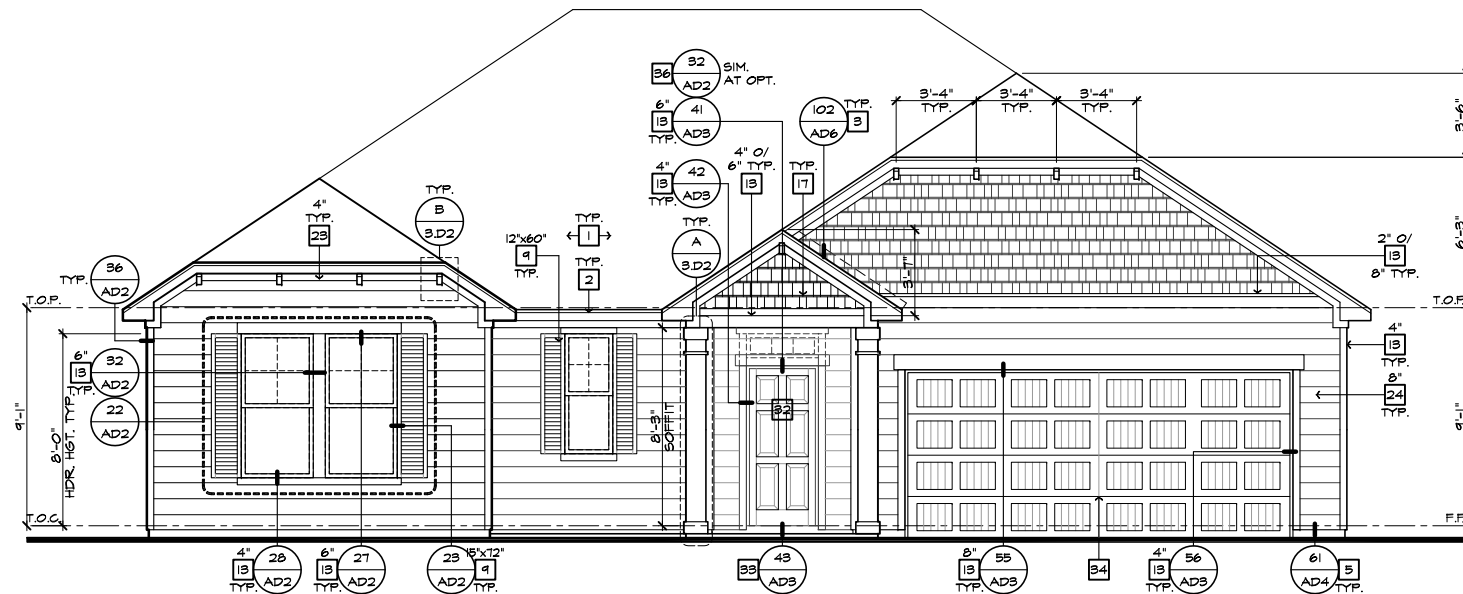 32
AD2
36
SIM.
AT OPT.
6"
13
TYP.
41
AD3
102
AD6
TYP.
3
3'-4"
TYP.
3'-4"
TYP.
3'-4"
TYP.
3'-6"
4"
13
TYP.
42
AD3
4" O/
6" TYP.
13
TYP.
17
TYP.
B
3.D2
4"
TYP.
23
TYP.
1
TYP.
2
TYP.
A
3.D2
12"x60"
9
TYP.
6'-3"
2" O/
13
8" TYP.
3'-7"
TYP.
36
AD2
T.O.P.
T.O.P.
6"
13
TYP.
32
AD2
22
AD2
9'-1"
8'-0"
HDR. HGT. TYP.
8'-3"
SOFFIT
32
4"
13
TYP.
8"
24
TYP.
9'-1"
T.O.C.
F.F.
4"
13
TYP.
28
AD2
6"
13
TYP.
27
AD2
23
AD2
15"x72"
9
TYP.
33
43
AD3
8"
13
TYP.
55
AD3
34
4"
13
TYP.
56
AD3
61
AD4
5
TYP.